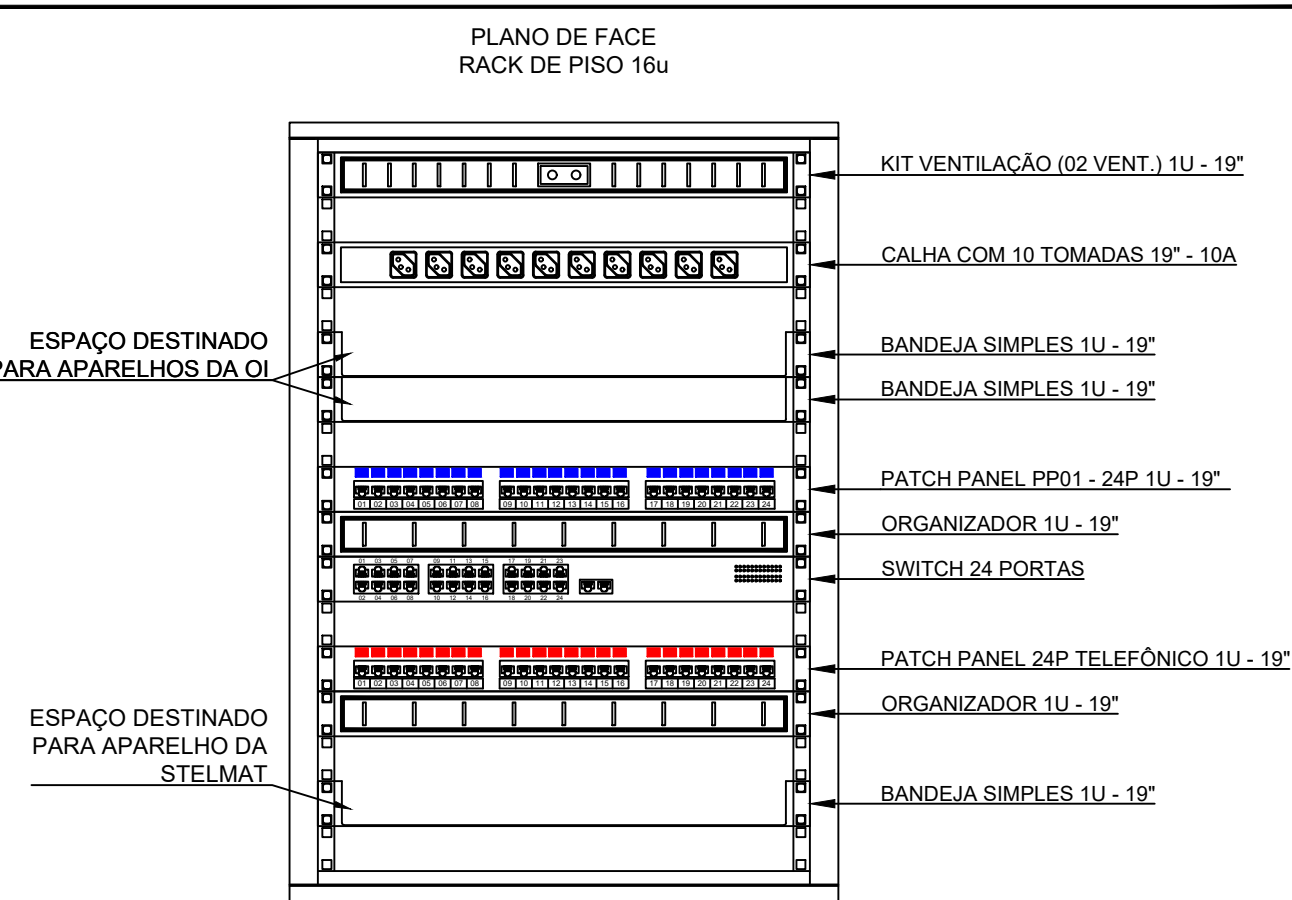 PLANO DE FACE
RACK DE PISO 16u
KIT VENTILAÇÃO (02 VENT.) 1U - 19"
CALHA COM 10 TOMADAS 19" - 10A
ESPAÇO DESTINADO
PARA APARELHOS DA OI
BANDEJA SIMPLES 1U - 19"
BANDEJA SIMPLES 1U - 19"
PATCH PANEL PP01 - 24P 1U - 19"
01 02 03 04 05 06 07 08 09 10 11 12 13 14 15 16 17 18 19 20 21 22 23 24
ORGANIZADOR 1U - 19"
01 03 05 07 09 11 13 15 17 19 21 23
SWITCH 24 PORTAS
02 04 06 08 10 12 14 16 18 20 22 24
PATCH PANEL 24P TELEFÔNICO 1U - 19"
01 02 03 04 05 06 07 08 09 10 11 12 13 14 15 16 17 18 19 20 21 22 23 24
ORGANIZADOR 1U - 19"
ESPAÇO DESTINADO
PARA APARELHO DA
STELMAT
BANDEJA SIMPLES 1U - 19"